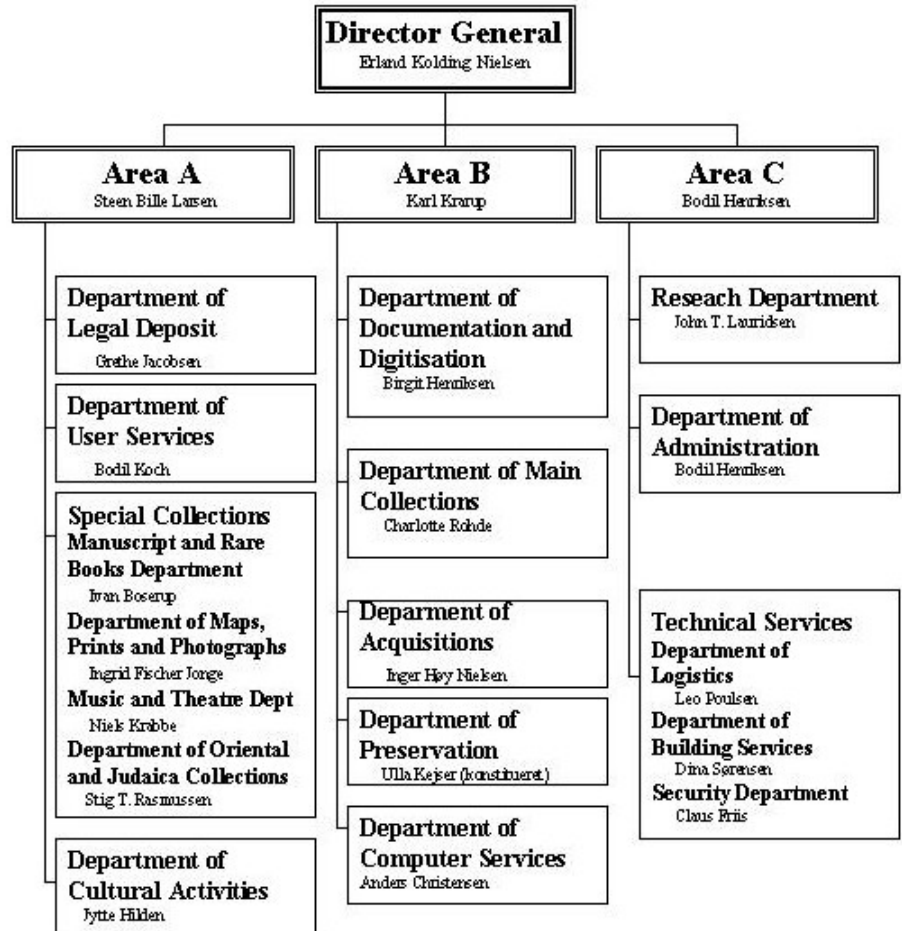 Director General
Erland Kolding Nielsen
Area A
Steen Bille Larsen
Area B
Karl Krarup
Area C
Bodil Henriksen
Department of
Legal Deposit
Grethe Jacobsen
Department of
User Services
Bodil Koch
Special Collections
Manuscript and Rare
Books Department
Ivan Boserup
Department of Maps,
Prints and Photographs
Ingrid Fischer Jonge
Music and Theatre Dept
Niels Krabbe
Department of Oriental
and Judaica Collections
Stig T. Rasmussen
Department of
Cultural Activities
Jytte Hilden
Department of
Documentation and
Digitisation
Birgit Henriksen
Department of Main
Collections
Charlotte Rohde
Deparment of
Acquisitions
Inger Høy Nielsen
Department of
Preservation
Ulla Kejser (konstitueret)
Department of
Computer Services
Anders Christensen
Reseach Department
John T. Lauridsen
Department of
Administration
Bodil Henriksen
Technical Services
Department of
Logistics
Leo Poulsen
Department of
Building Services
Dina Sørensen
Security Department
Claus Friis